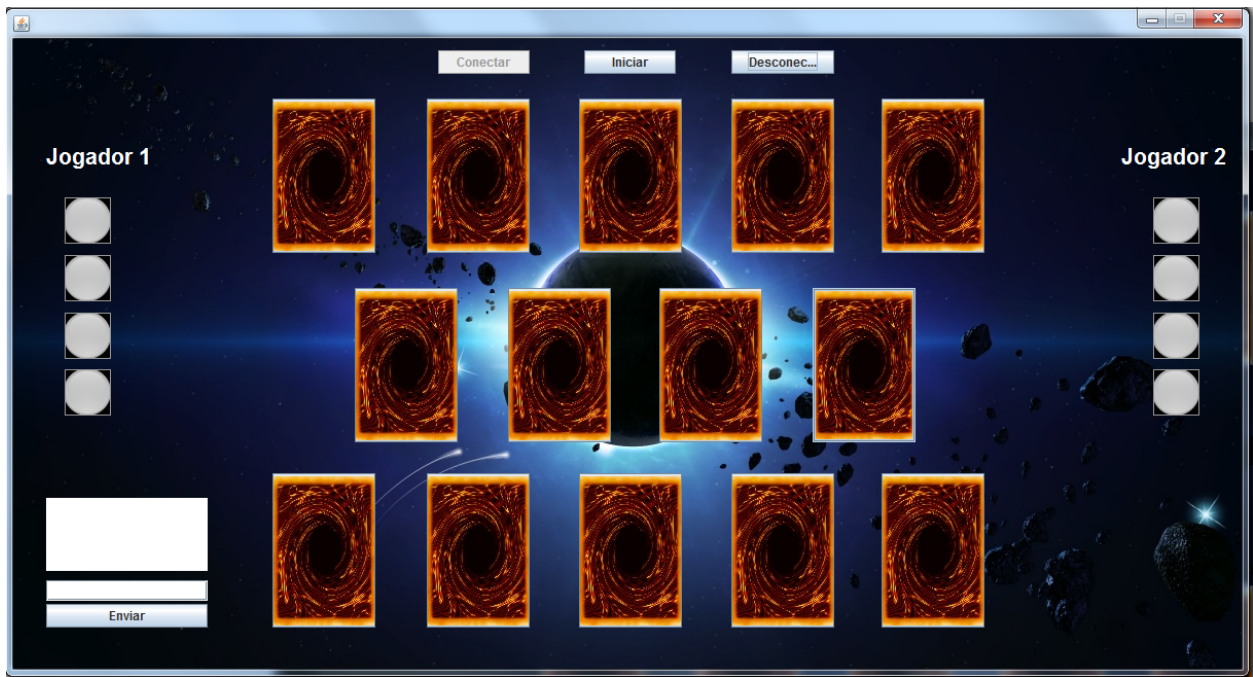 Conectar
Iniciar
Desconec...
Jogador 1
Jogador 2
Enviar